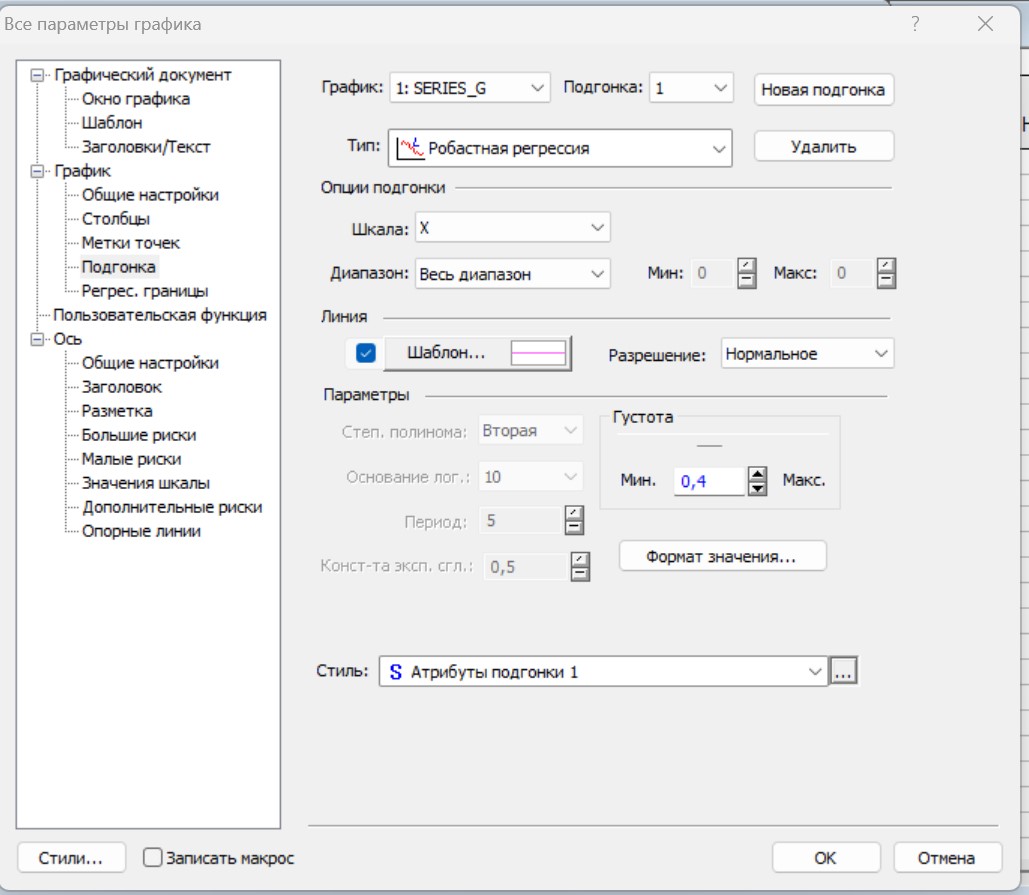 Все параметры графика
?
Графический документ
Окно графика
Шаблон
Заголовки/Текст
График
Общие настройки
Столбцы
Метки точек
Подгонка
Регрес. границы
Пользовательская функция
Ось
Общие настройки
Заголовок
Разметка
Большие риски
Малые риски
Значения шкалы
Дополнительные риски
Опорные линии
График: 1: SERIES_G Подгонка: 1 Новая подгонка
Тип: Робастная регрессия Удалить
Опции подгонки
Шкала: X
Диапазон: Весь диапазон Мин: 0 Макс: 0
Линия
Шаблон... Разрешение: Нормальное
Параметры
Густота
Степ. полинома: Вторая
Основание лог.: 10
Мин. 0,4 Макс.
Период: 5
Конст-та эксп. сгл.: 0,5
Формат значения...
Стиль: S Атрибуты подгонки 1 ...
Стили... Записать макрос OK Отмена